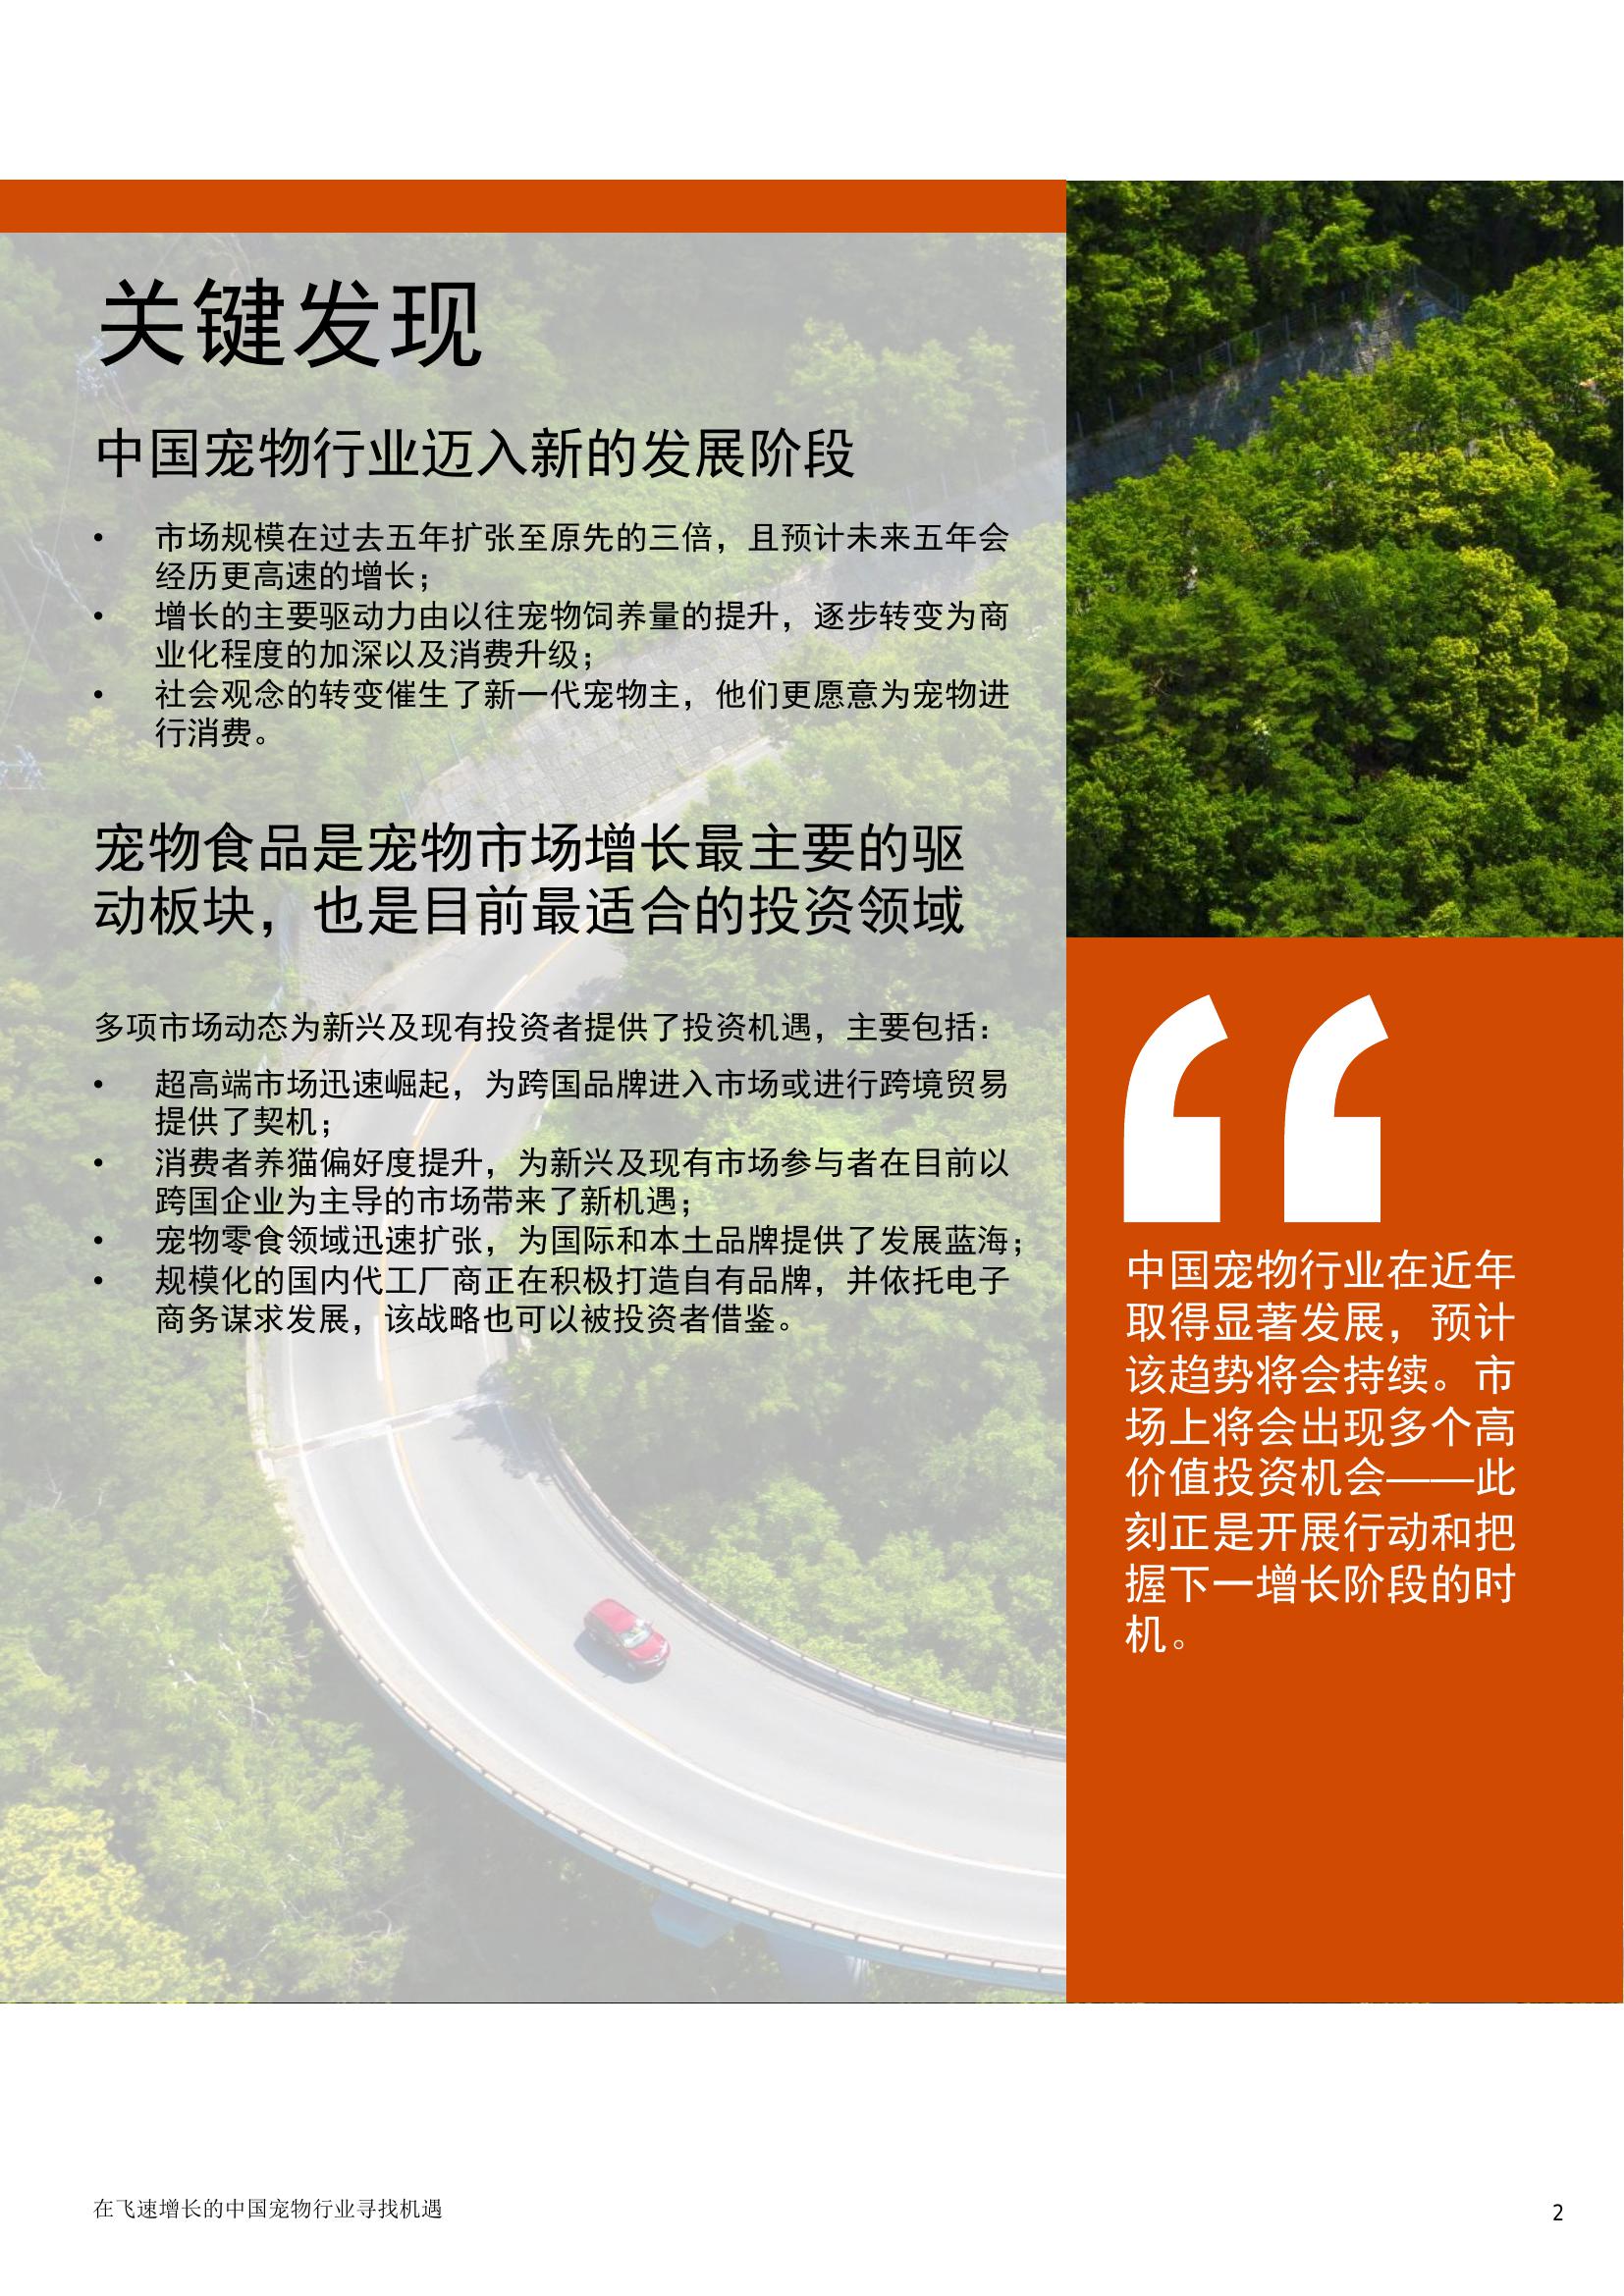 关键发现
中国宠物行业迈入新的发展阶段
• 市场规模在过去五年扩张至原先的三倍，且预计未来五年会
经历更高速的增长；
• 增长的主要驱动力由以往宠物饲养量的提升，逐步转变为商
业化程度的加深以及消费升级；
• 社会观念的转变催生了新一代宠物主，他们更愿意为宠物进
行消费。
宠物食品是宠物市场增长最主要的驱
动板块，也是目前最适合的投资领域
多项市场动态为新兴及现有投资者提供了投资机遇，主要包括：
• 超高端市场迅速崛起，为跨国品牌进入市场或进行跨境贸易
提供了契机；
• 消费者养猫偏好度提升，为新兴及现有市场参与者在目前以
跨国企业为主导的市场带来了新机遇；
• 宠物零食领域迅速扩张，为国际和本土品牌提供了发展蓝海；
• 规模化的国内代工厂商正在积极打造自有品牌，并依托电子
商务谋求发展，该战略也可以被投资者借鉴。
“
中国宠物行业在近年
取得显著发展，预计
该趋势将会持续。市
场上将会出现多个高
价值投资机会——此
刻正是开展行动和把
握下一增长阶段的时
机。
在飞速增长的中国宠物行业寻找机遇
2